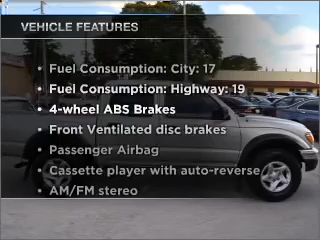 VEHICLE FEATURES
• Fuel Consumption: City: 17
• Fuel Consumption: Highway: 19
• 4-wheel ABS Brakes
• Front Ventilated disc brakes
• Passenger Airbag
• Cassette player with auto-reverse
• AM/FM stereo